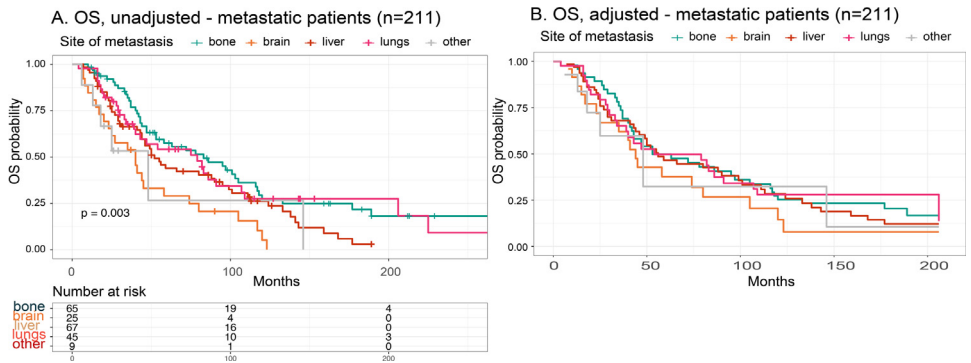 A. OS, unadjusted - metastatic patients (n=211)
Site of metastasis bone brain liver lungs other
OS probability
1.00
0.75
0.50
0.25
0.00
p = 0.003
0 100 200
Months
Number at risk
bone 65 19 4
brain 25 4 0
liver 67 16 0
lungs 45 10 3
other 9 1 0
0 100 200
B. OS, adjusted - metastatic patients (n=211)
Site of metastasis bone brain liver lungs other
OS probability
1.00
0.75
0.50
0.25
0.00
0 50 100 150 200
Months